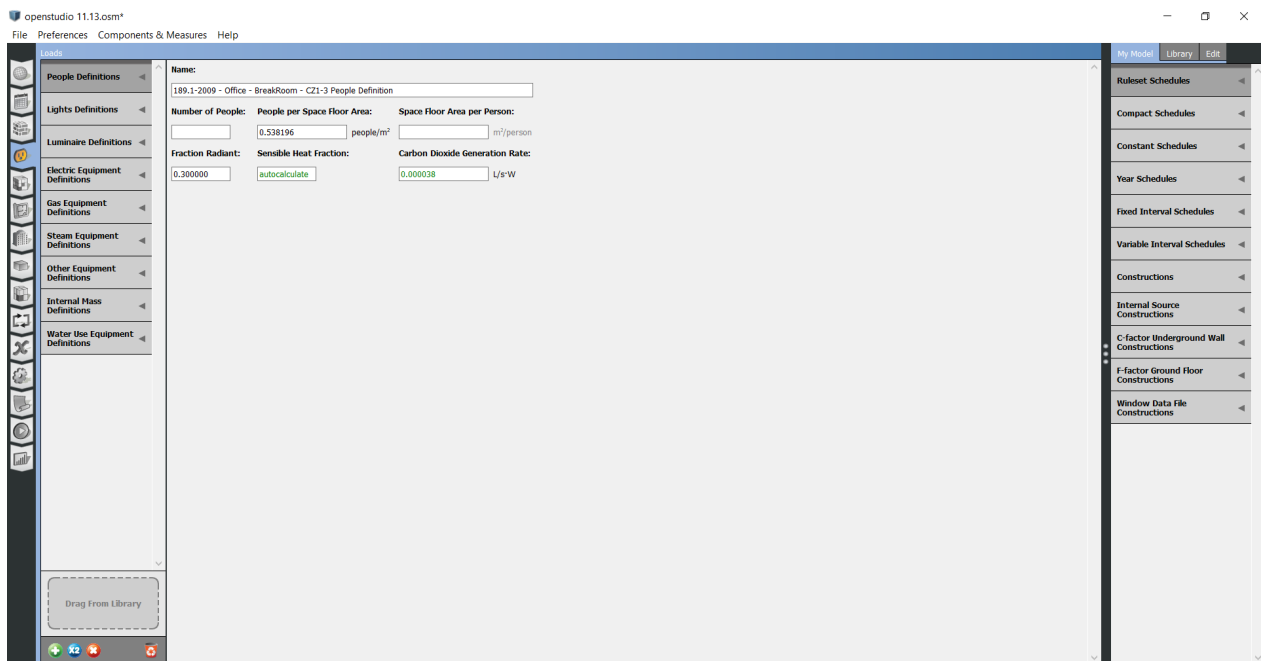 openstudio 11.13.osm*
File Preferences Components & Measures Help
Loads
My Model Library Edit
People Definitions
Lights Definitions
Luminaire Definitions
Electric Equipment
Definitions
Gas Equipment
Definitions
Steam Equipment
Definitions
Other Equipment
Definitions
Internal Mass
Definitions
Water Use Equipment
Definitions
Drag From Library
x2
Name:
189.1-2009 - Office - BreakRoom - CZ1-3 People Definition
Number of People: People per Space Floor Area: Space Floor Area per Person:
0.538196 people/m² m²/person
Fraction Radiant: Sensible Heat Fraction: Carbon Dioxide Generation Rate:
0.300000 autocalculate 0.000038 L/s·W
Ruleset Schedules
Compact Schedules
Constant Schedules
Year Schedules
Fixed Interval Schedules
Variable Interval Schedules
Constructions
Internal Source
Constructions
C-factor Underground Wall
Constructions
F-factor Ground Floor
Constructions
Window Data File
Constructions